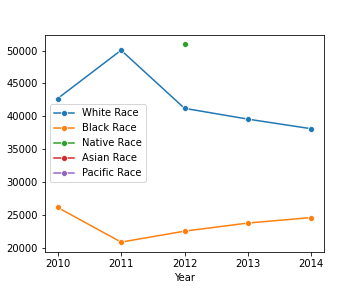 50000
45000
40000
35000
30000
25000
20000
White Race
Black Race
Native Race
Asian Race
Pacific Race
2010 2011 2012 2013 2014
Year